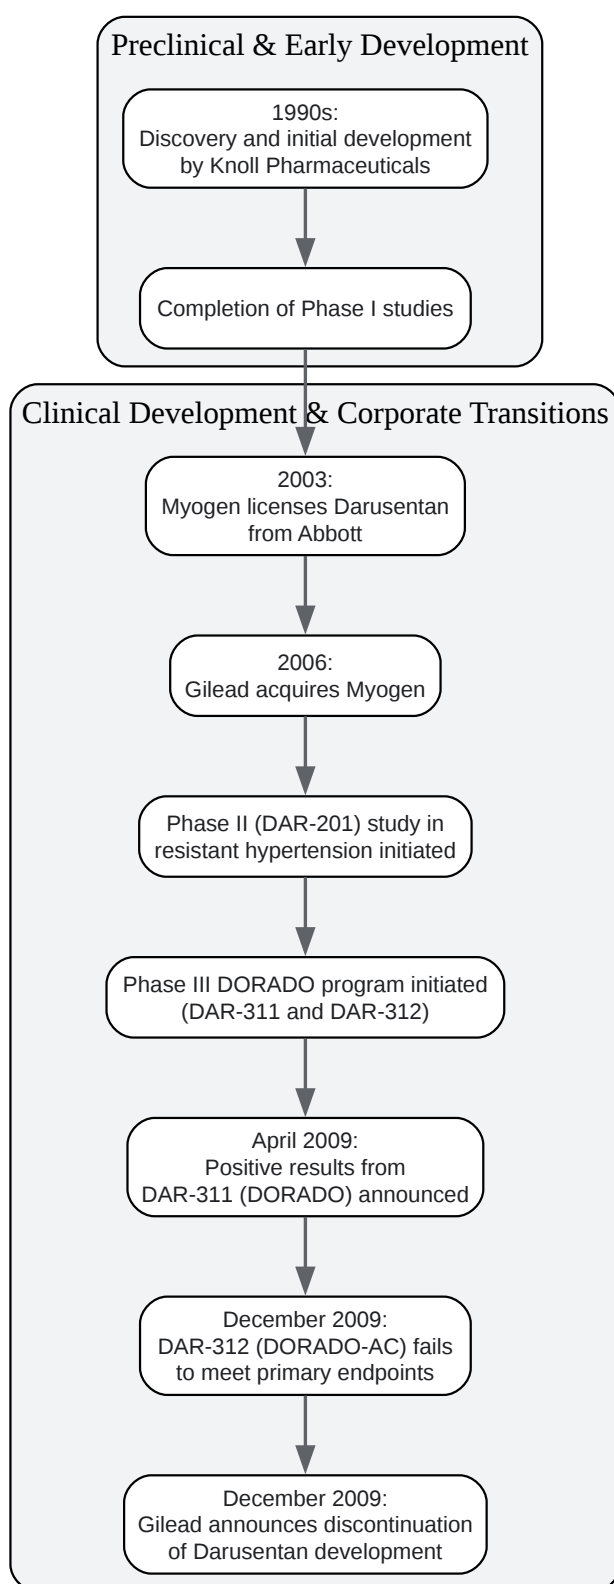 Preclinical & Early Development
1990s:
Discovery and initial development
by Knoll Pharmaceuticals
Completion of Phase I studies
Clinical Development & Corporate Transitions
2003:
Myogen licenses Darusentan
from Abbott
2006:
Gilead acquires Myogen
Phase II (DAR-201) study in
resistant hypertension initiated
Phase III DORADO program initiated
(DAR-311 and DAR-312)
April 2009:
Positive results from
DAR-311 (DORADO) announced
December 2009:
DAR-312 (DORADO-AC) fails
to meet primary endpoints
December 2009:
Gilead announces discontinuation
of Darusentan development